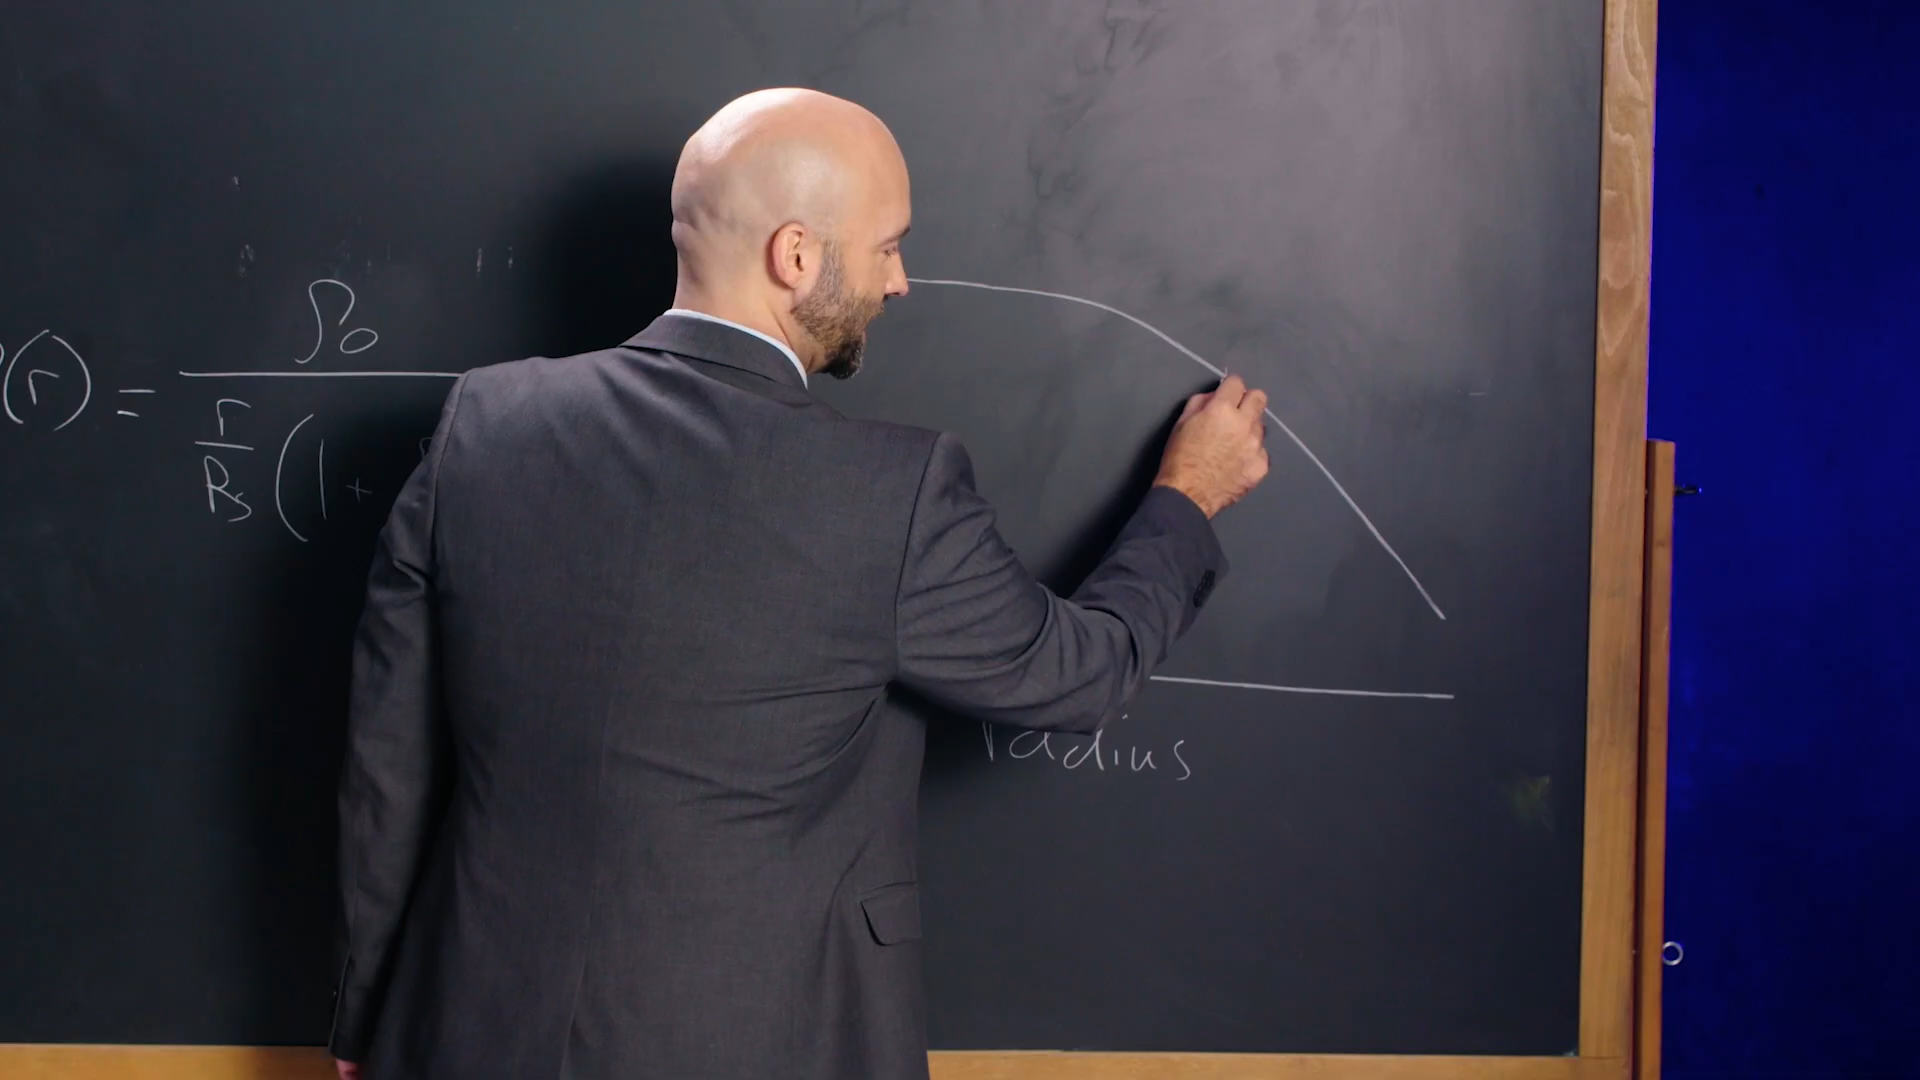 (r) = ρ₀
r
Rs (1 +
radius